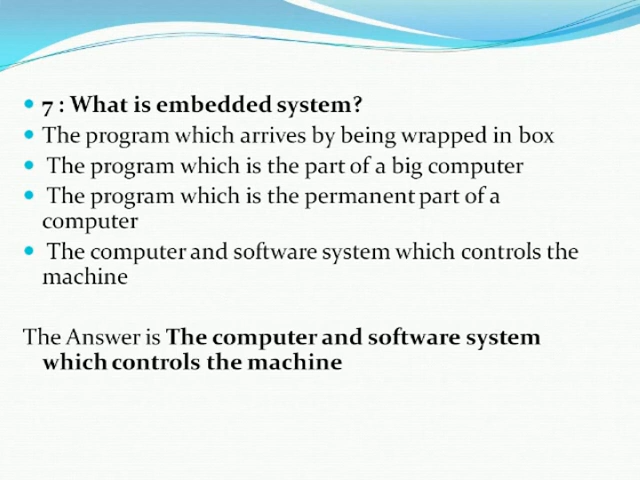 7 : What is embedded system?
The program which arrives by being wrapped in box
The program which is the part of a big computer
The program which is the permanent part of a
computer
The computer and software system which controls the
machine
The Answer is The computer and software system
which controls the machine